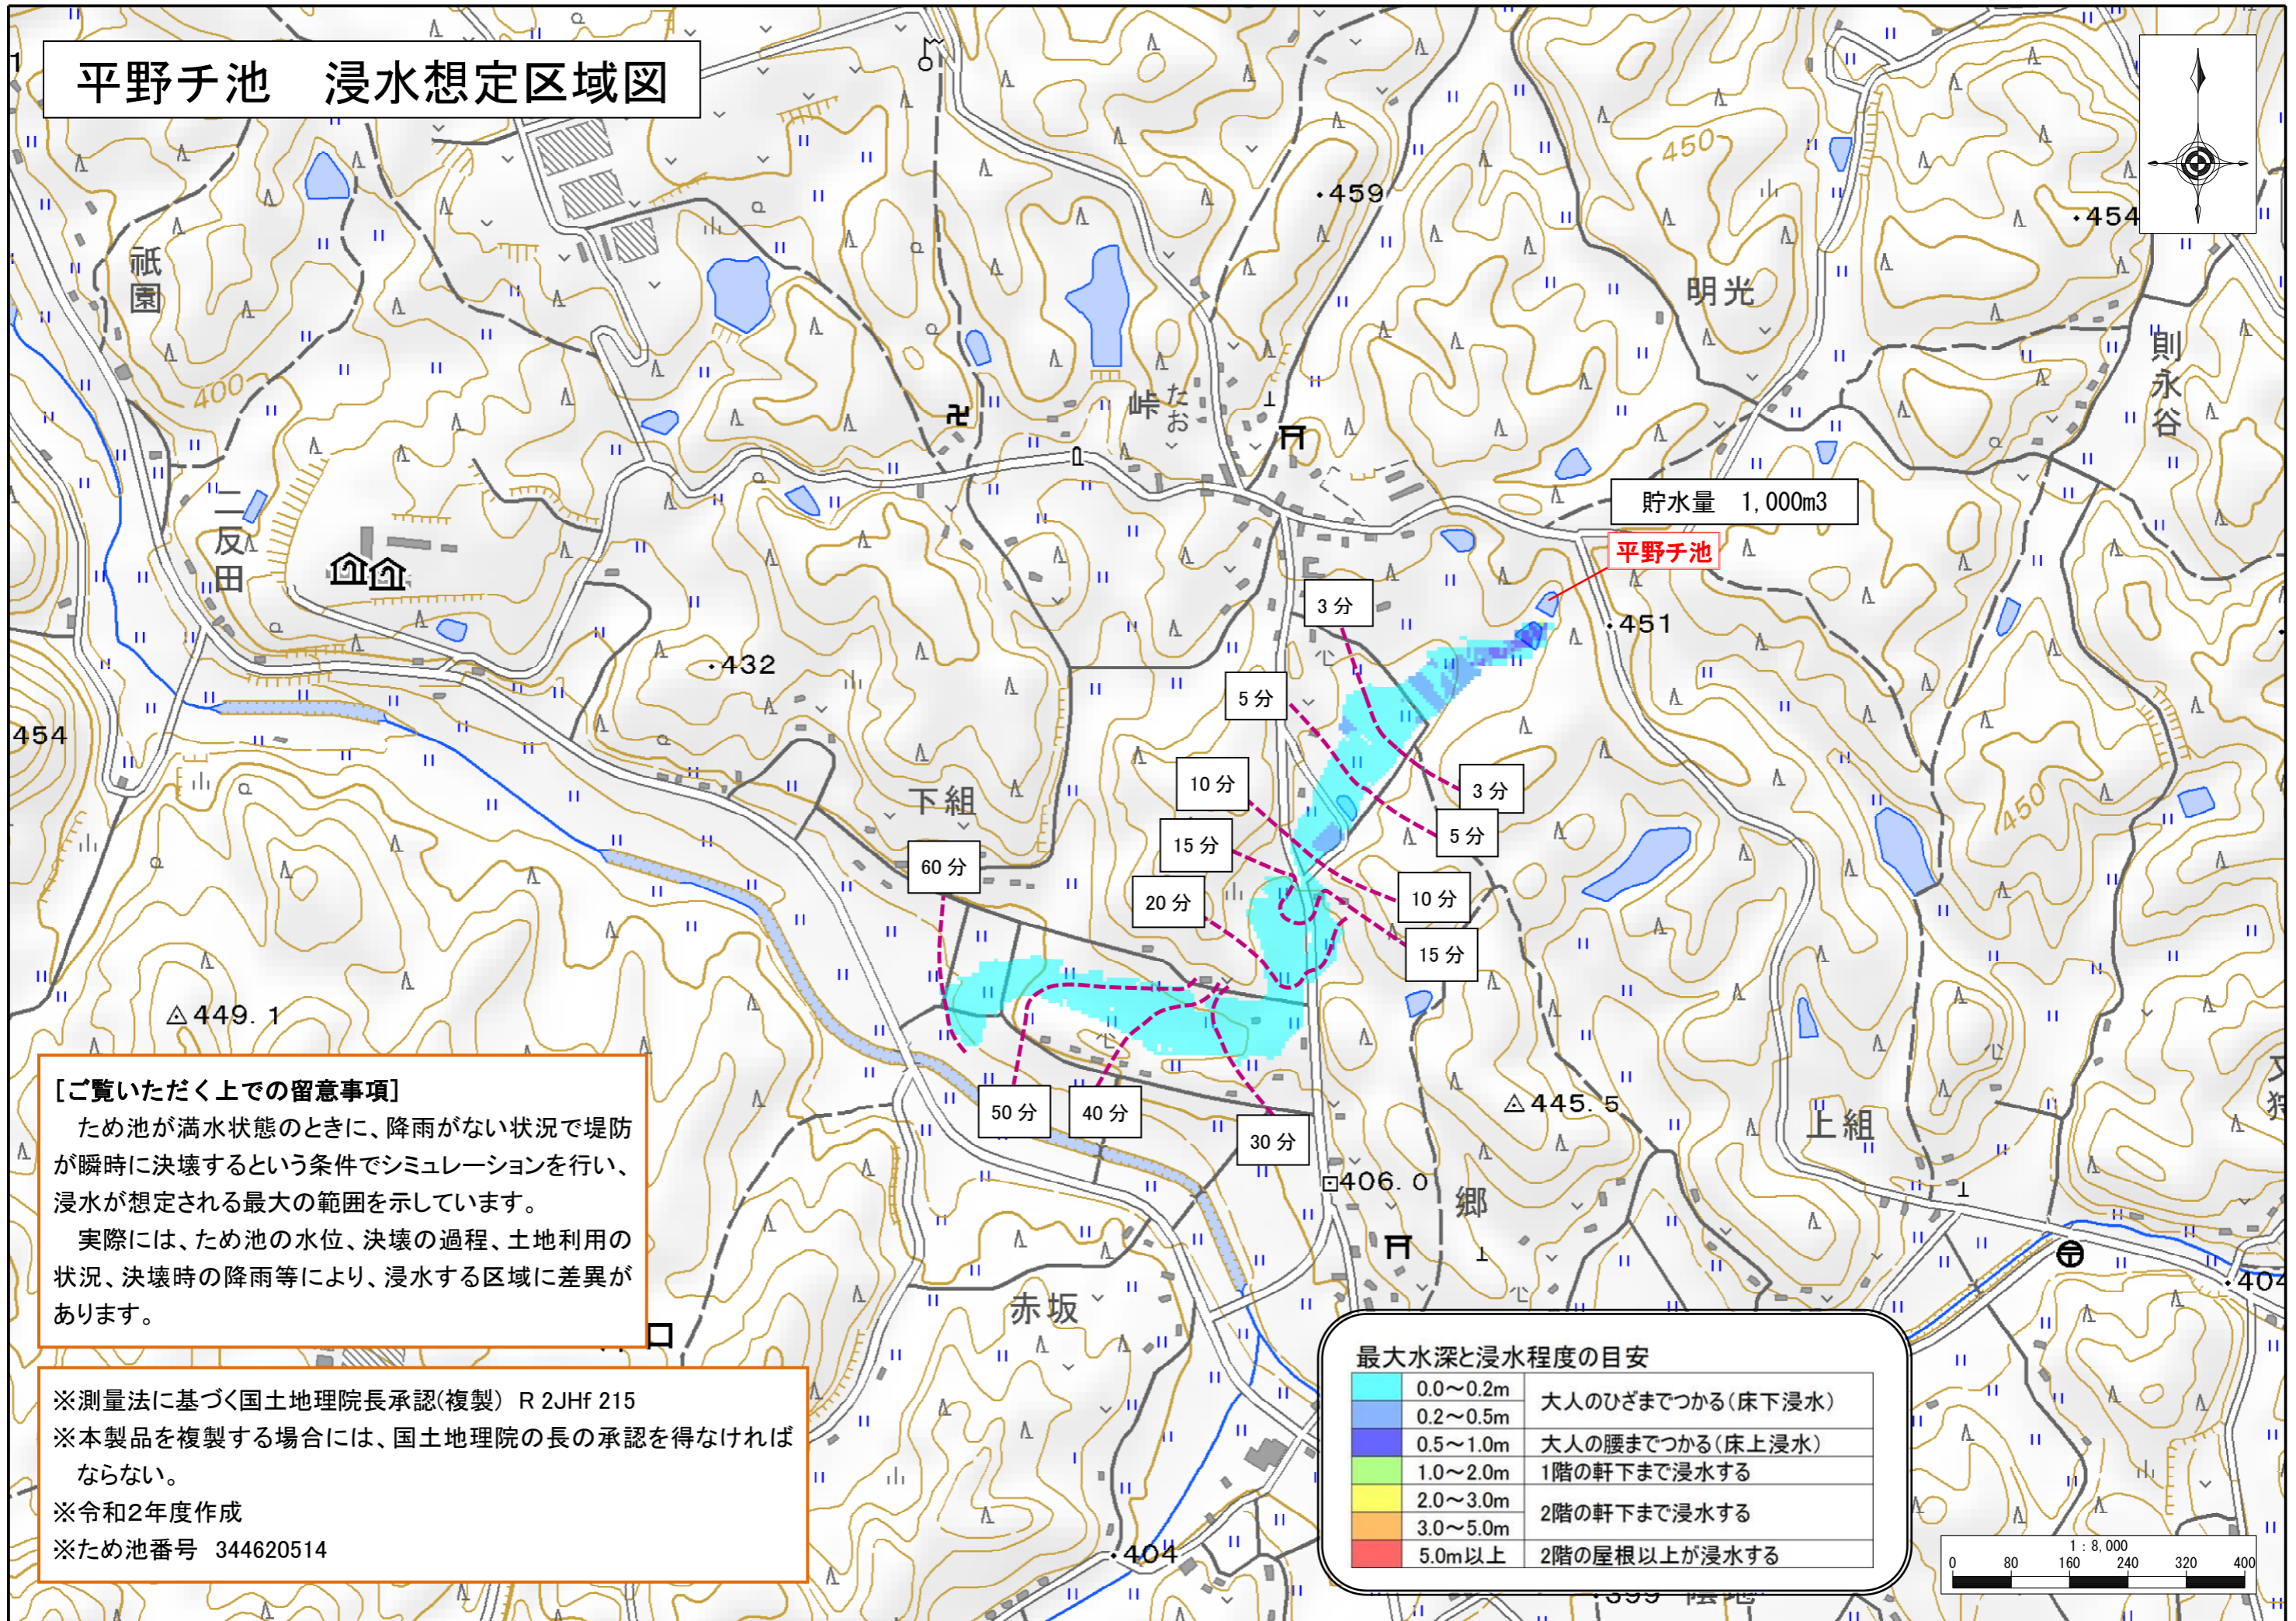 平野チ池　浸水想定区域図
祇園
400
二反田
454
432
449.1
459
450
454
明光
則永谷
峠
たお
貯水量　1,000m3
平野チ池
451
3分
5分
10分
15分
20分
3分
5分
10分
15分
下組
60分
50分
40分
30分
450
445.5
上組
406.0
郷
赤坂
口
404
404
399
[ご覧いただく上での留意事項]
ため池が満水状態のときに、降雨がない状況で堤防
が瞬時に決壊するという条件でシミュレーションを行い、
浸水が想定される最大の範囲を示しています。
実際には、ため池の水位、決壊の過程、土地利用の
状況、決壊時の降雨等により、浸水する区域に差異が
あります。
※測量法に基づく国土地理院長承認(複製)　R 2JHf 215
※本製品を複製する場合には、国土地理院の長の承認を得なければ
ならない。
※令和2年度作成
※ため池番号　344620514
最大水深と浸水程度の目安
0.0～0.2m
0.2～0.5m
大人のひざまでつかる(床下浸水)
0.5～1.0m　大人の腰までつかる(床上浸水)
1.0～2.0m　1階の軒下まで浸水する
2.0～3.0m
3.0～5.0m
2階の軒下まで浸水する
5.0m以上　2階の屋根以上が浸水する
1：8,000
0　80　160　240　320　400